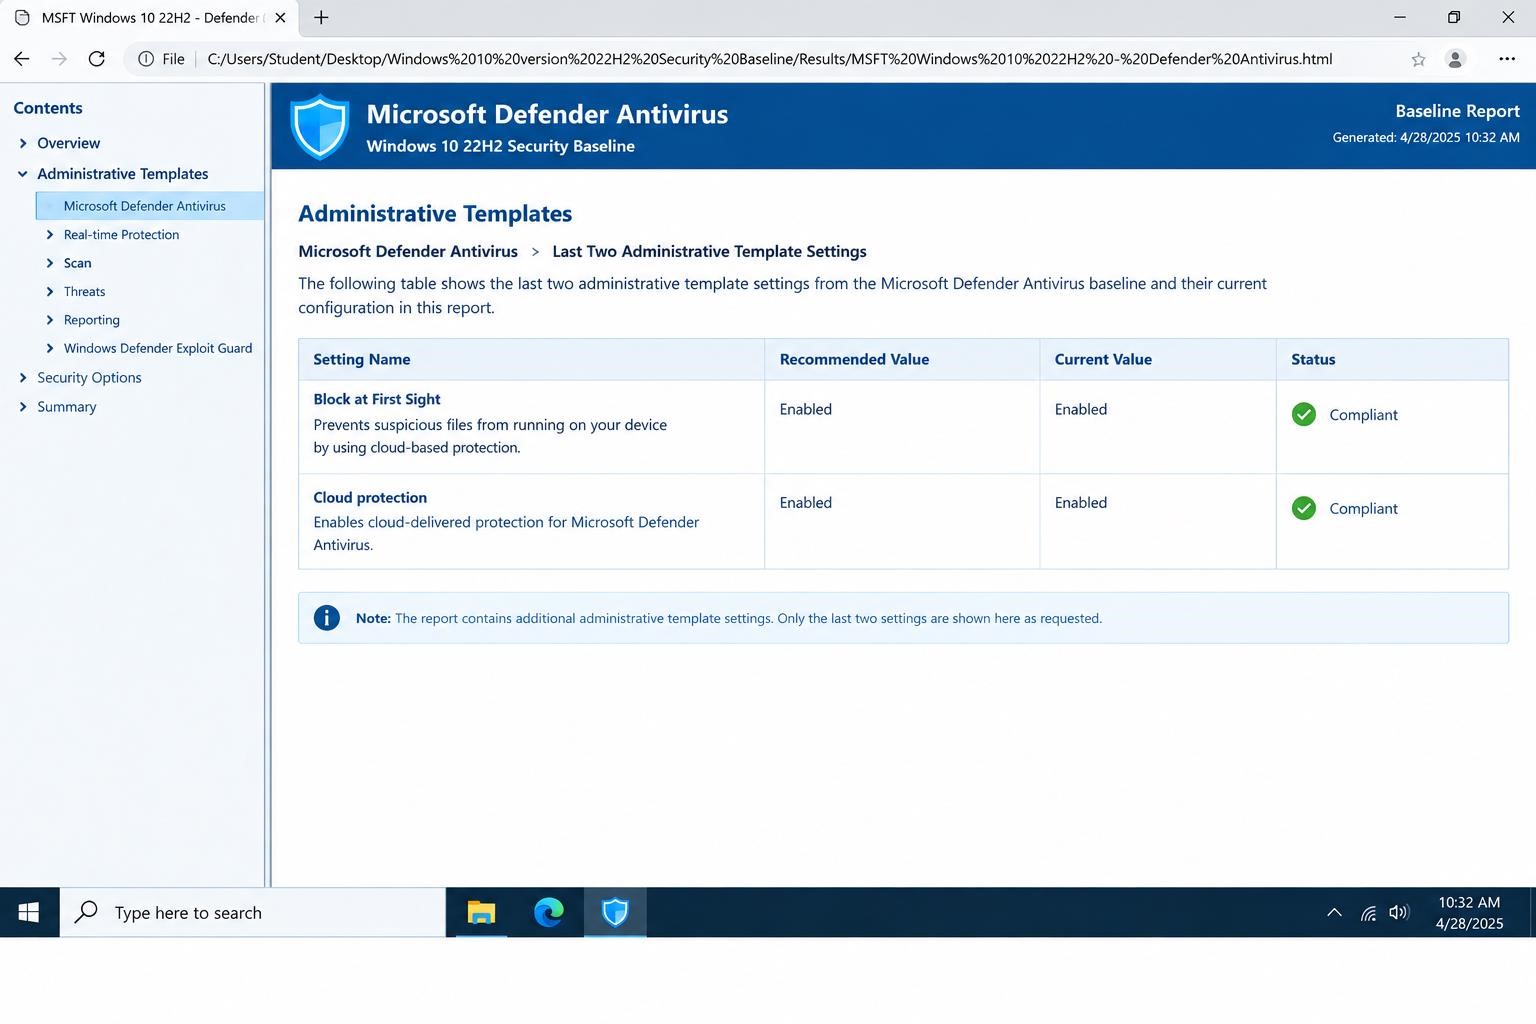 MSFT Windows 10 22H2 - Defender
File
C:/Users/Student/Desktop/Windows%2010%20version%2022H2%20Security%20Baseline/Results/MSFT%20Windows%2010%2022H2%20-%20Defender%20Antivirus.html
Contents
Overview
Administrative Templates
Microsoft Defender Antivirus
Real-time Protection
Scan
Threats
Reporting
Windows Defender Exploit Guard
Security Options
Summary
Microsoft Defender Antivirus
Windows 10 22H2 Security Baseline
Baseline Report
Generated: 4/28/2025 10:32 AM
Administrative Templates
Microsoft Defender Antivirus > Last Two Administrative Template Settings
The following table shows the last two administrative template settings from the Microsoft Defender Antivirus baseline and their current
configuration in this report.
Setting Name Recommended Value Current Value Status
Block at First Sight
Prevents suspicious files from running on your device
by using cloud-based protection.
Enabled
Enabled
Compliant
Cloud protection
Enables cloud-delivered protection for Microsoft Defender
Antivirus.
Enabled
Enabled
Compliant
Note: The report contains additional administrative template settings. Only the last two settings are shown here as requested.
Type here to search
10:32 AM
4/28/2025